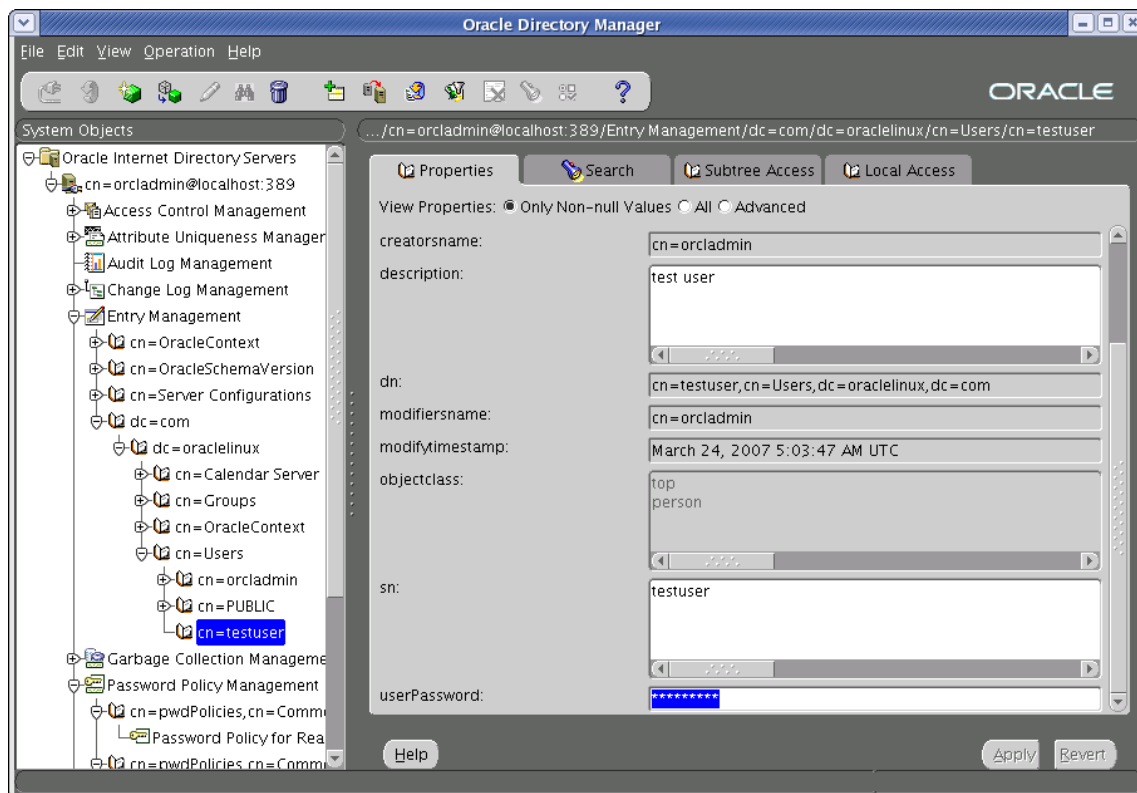 Oracle Directory Manager
File Edit View Operation Help
ORACLE
System Objects
.../cn=orcladmin@localhost:389/Entry Management/dc=com/dc=oraclelinux/cn=Users/cn=testuser
Oracle Internet Directory Servers
cn=orcladmin@localhost:389
Access Control Management
Attribute Uniqueness Manager
Audit Log Management
Change Log Management
Entry Management
cn=OracleContext
cn=OracleSchemaVersion
cn=Server Configurations
dc=com
dc=oraclelinux
cn=Calendar Server
cn=Groups
cn=OracleContext
cn=Users
cn=orcladmin
cn=PUBLIC
cn=testuser
Garbage Collection Manageme
Password Policy Management
cn=pwdPolicies,cn=Comm
Password Policy for Rea
cn=pwdPolicies,cn=Comm
Properties Search Subtree Access Local Access
View Properties: Only Non-null Values All Advanced
creatorsname: cn=orcladmin
description: test user
dn: cn=testuser,cn=Users,dc=oraclelinux,dc=com
modifiersname: cn=orcladmin
modifytimestamp: March 24, 2007 5:03:47 AM UTC
objectclass: top
person
sn: testuser
userPassword: *********
Help Apply Revert